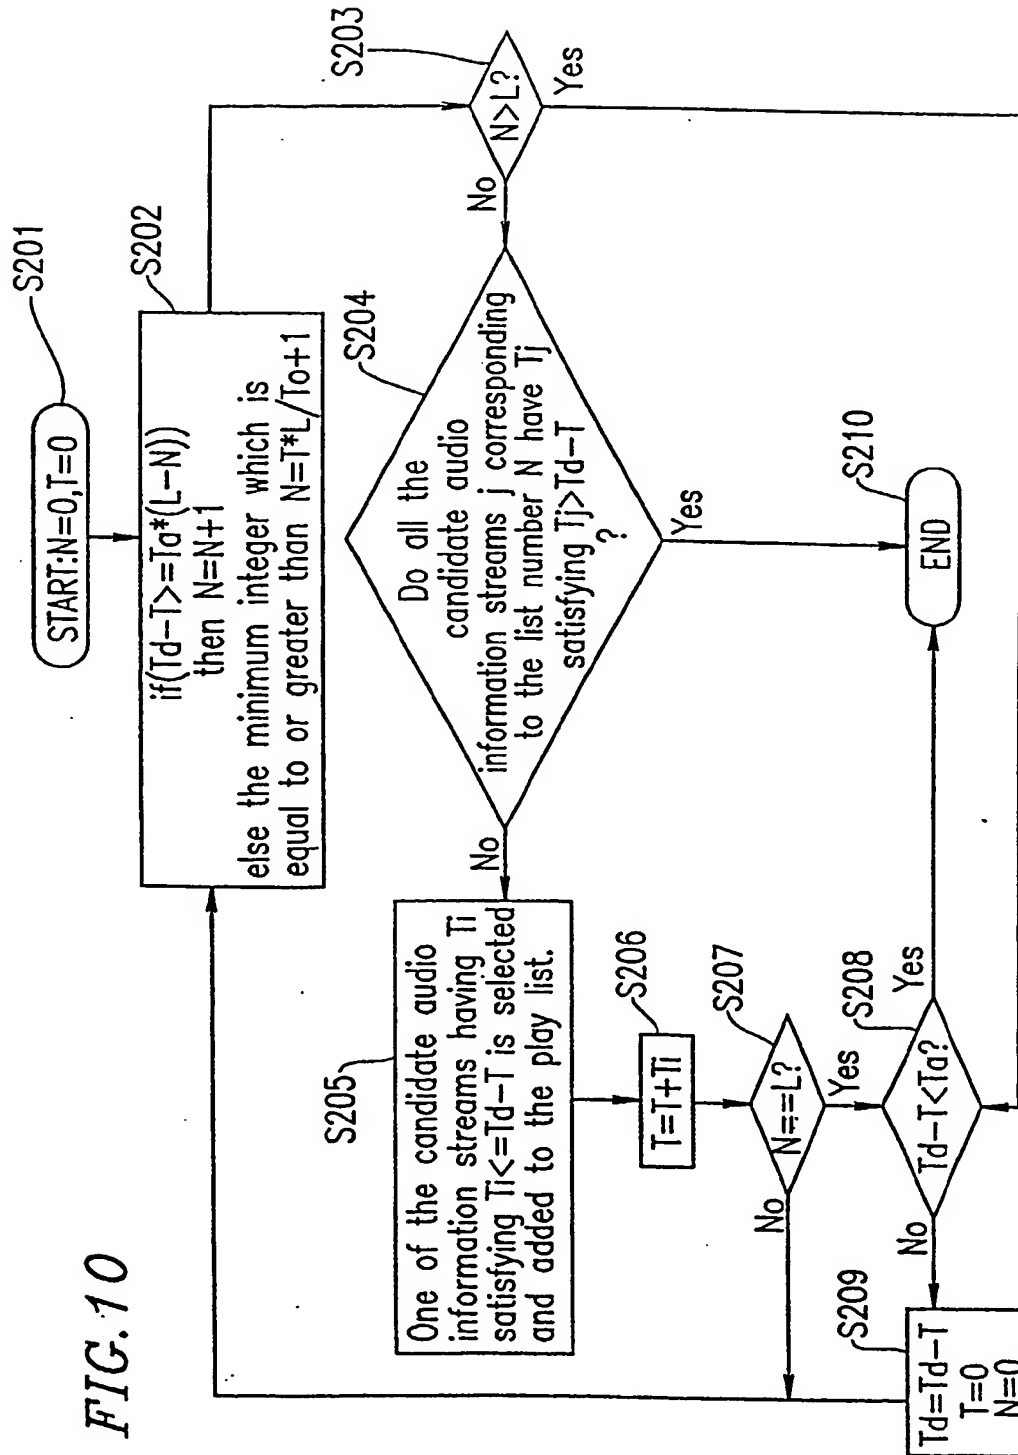 FIG.10
START:N=0,T=0
S201
if(Td-T>=Ta*(L-N))
then N=N+1
else the minimum integer which is
equal to or greater than N=T*L/To+1
S202
N>L?
S203
No
Yes
Do all the
candidate audio
information streams j corresponding
to the list number N have Tj
satisfying Tj>Td-T
?
S204
No
Yes
One of the candidate audio
information streams having Ti
satisfying Ti<=Td-T is selected
and added to the play list.
S205
T=T+Ti
S206
N==L?
S207
No
Yes
Td-T<Ta?
S208
Yes
No
Td=Td-T
T=0
N=0
S209
END
S210